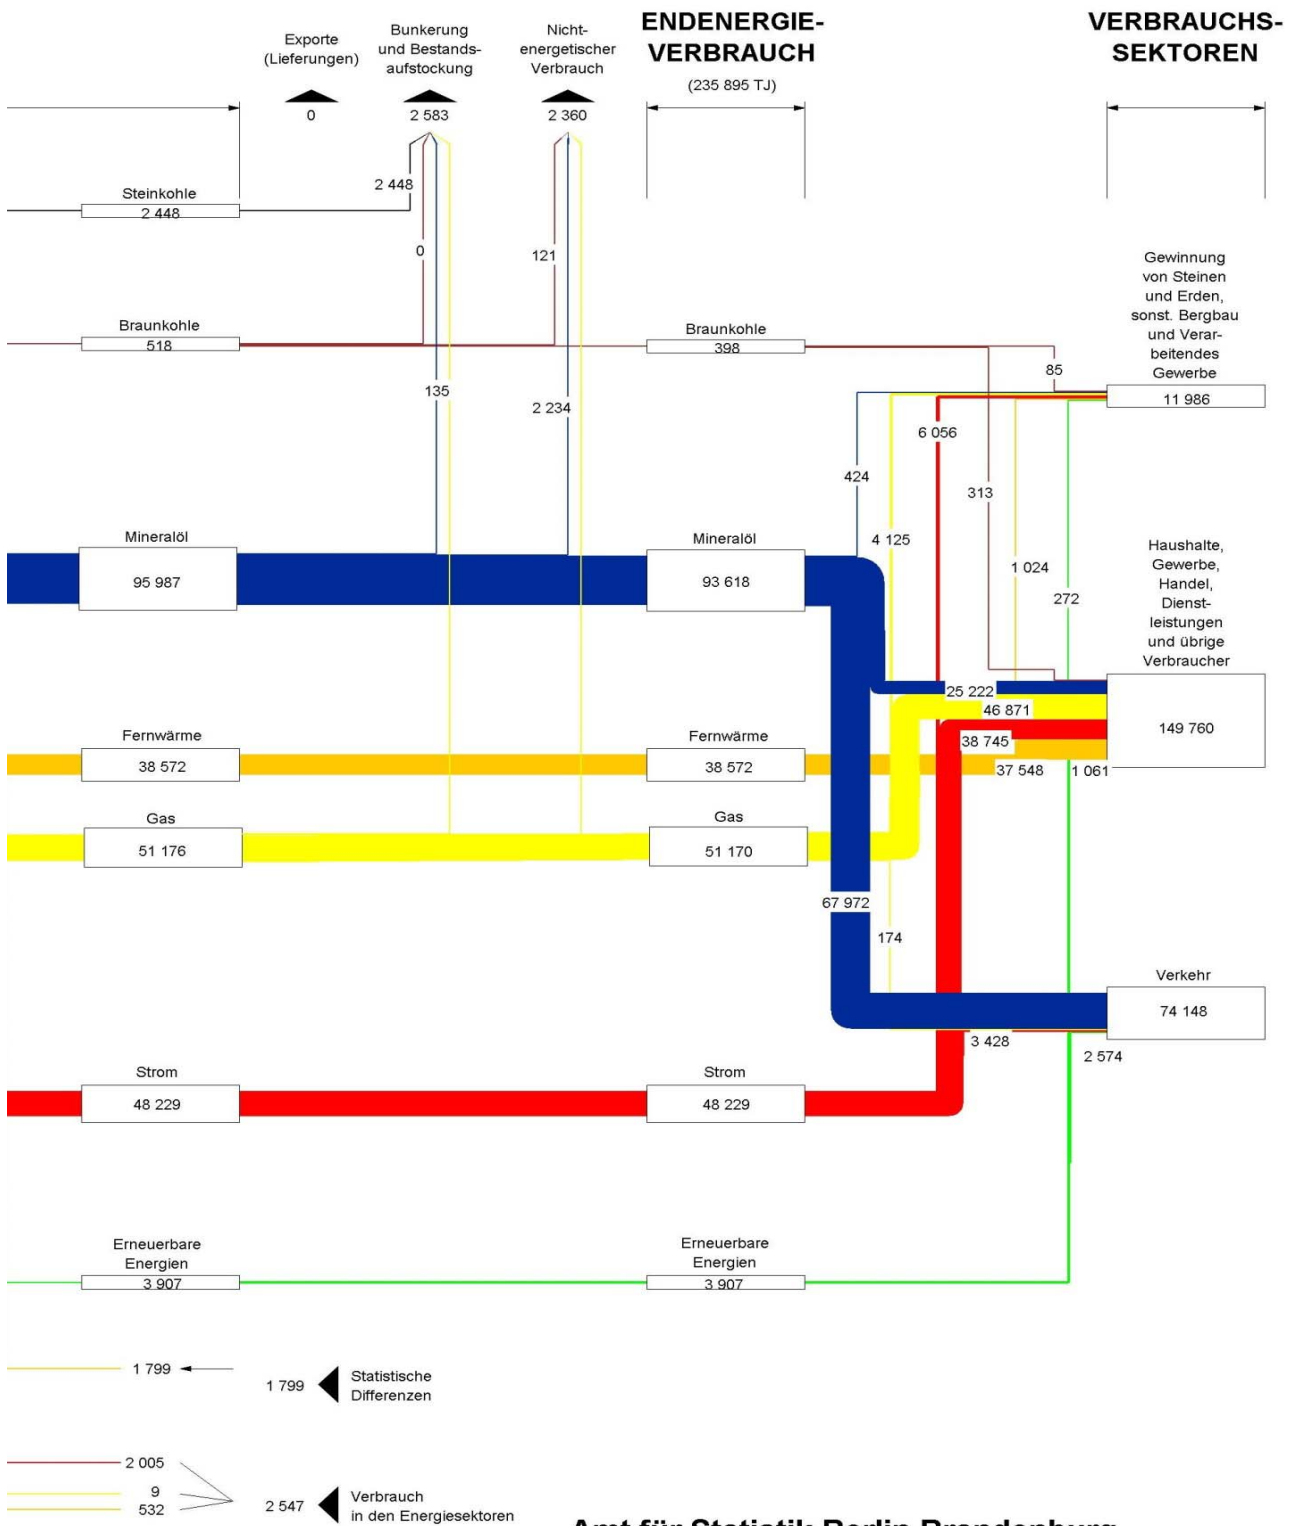 Exporte
(Lieferungen)
0
Bunkerung
und Bestands-
aufstockung
2 583
Nicht-
energetischer
Verbrauch
2 360
ENDENERGIE-
VERBRAUCH
(235 895 TJ)
VERBRAUCHS-
SEKTOREN
Steinkohle
2 448
2 448
0
121
Braunkohle
518
Braunkohle
398
135
2 234
Gewinnung
von Steinen
und Erden,
sonst. Bergbau
und Verar-
beitendes
Gewerbe
11 986
85
6 056
424
313
4 125
1 024
272
Mineralöl
95 987
Mineralöl
93 618
Haushalte,
Gewerbe,
Handel,
Dienst-
leistungen
und übrige
Verbraucher
149 760
25 222
46 871
38 745
37 548
1 061
Fernwärme
38 572
Fernwärme
38 572
Gas
51 176
Gas
51 170
67 972
174
Verkehr
74 148
3 428
2 574
Strom
48 229
Strom
48 229
Erneuerbare
Energien
3 907
Erneuerbare
Energien
3 907
1 799
1 799
Statistische
Differenzen
2 005
9
532
2 547
Verbrauch
in den Energiesektoren
Amt für Statistik Berlin-Brandenburg